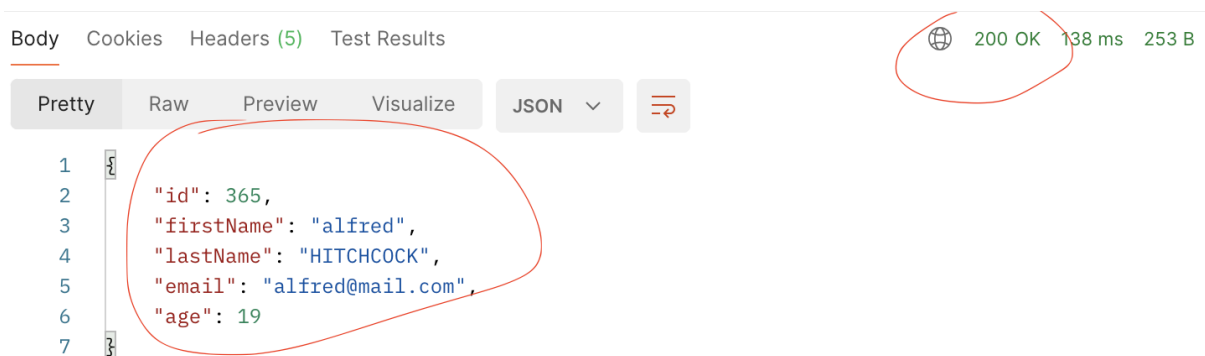 Body Cookies Headers (5) Test Results 200 OK 138 ms 253 B
Pretty Raw Preview Visualize JSON
1 {
2 "id": 365,
3 "firstName": "alfred",
4 "lastName": "HITCHCOCK",
5 "email": "alfred@mail.com",
6 "age": 19
7 }